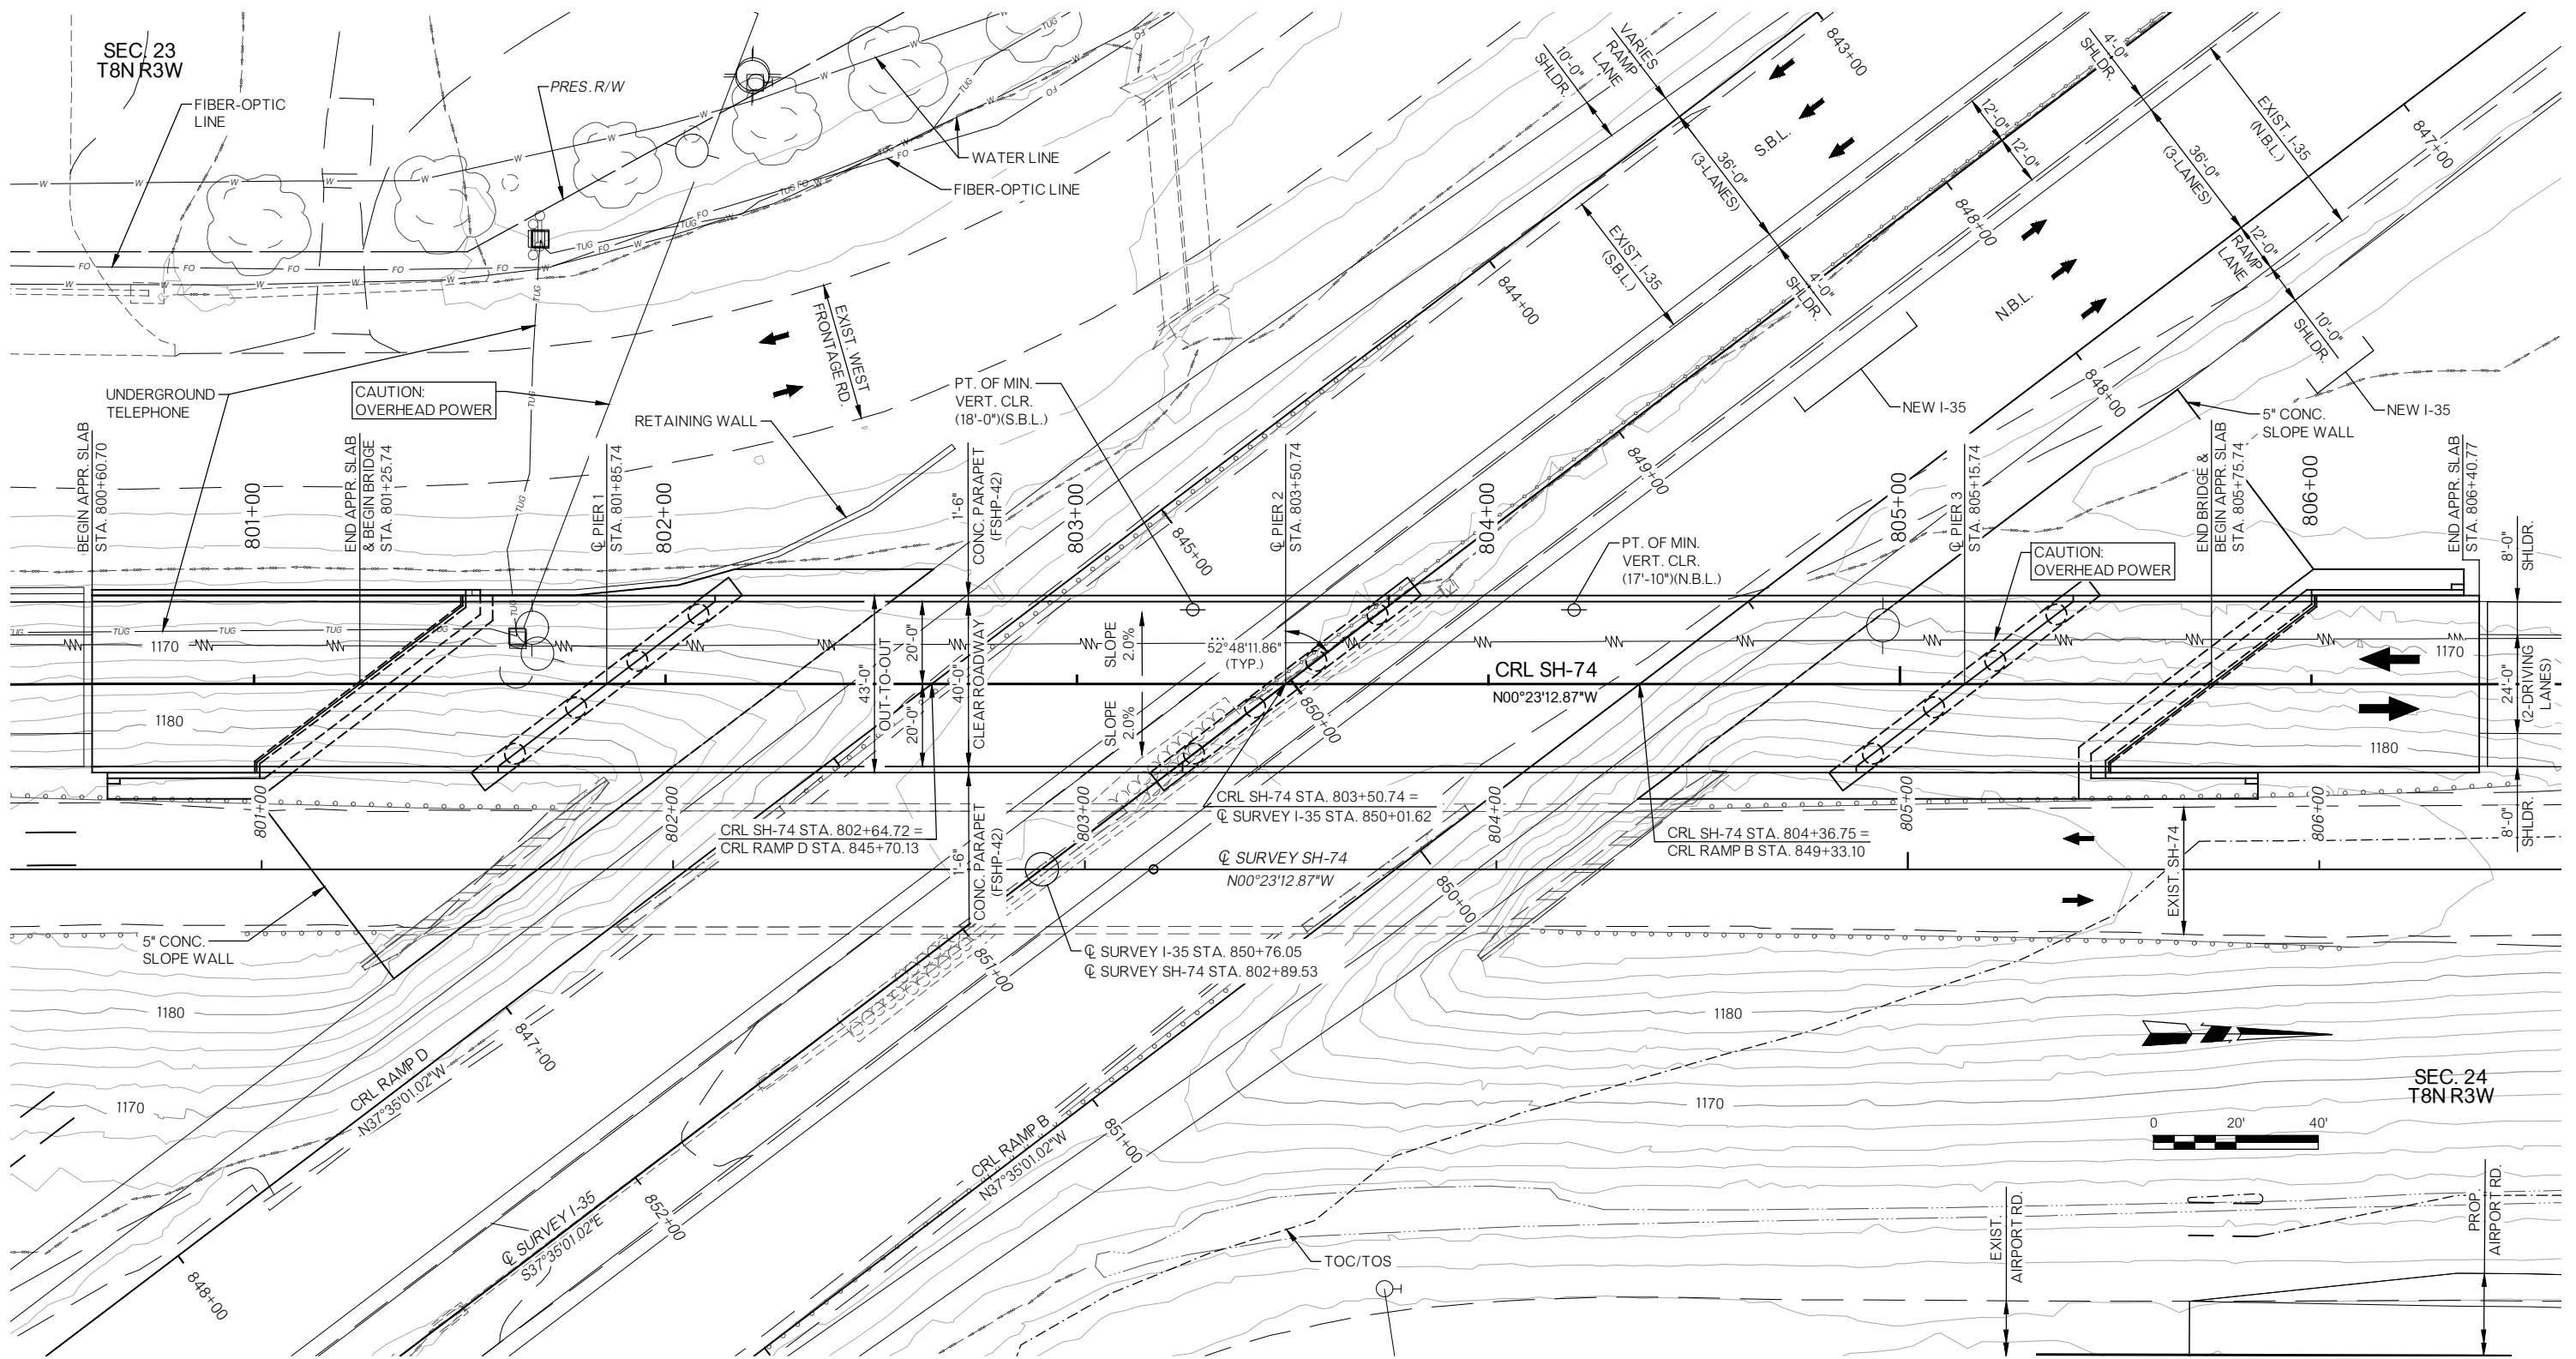 SEC. 23
T8N R3W
FIBER-OPTIC
LINE
PRES. R/W
WATER LINE
FIBER-OPTIC LINE
UNDERGROUND
TELEPHONE
CAUTION:
OVERHEAD POWER
RETAINING WALL
EXIST. WEST
FRONTAGE RD.
PT. OF MIN.
VERT. CLR.
(18'-0")(S.B.L.)
10'-0"
SHLDR.
VARIES
RAMP
LANE
36'-0"
(3-LANES)
4'-0"
SHLDR.
S.B.L.
EXIST. I-35
(S.B.L.)
843+00
844+00
845+00
12'-0"
12'-0"
848+00
849+00
N.B.L.
4'-0"
SHLDR.
36'-0"
(3-LANES)
12'-0"
RAMP
LANE
10'-0"
SHLDR.
EXIST. I-35
(N.B.L.)
847+00
848+00
NEW I-35
NEW I-35
5" CONC.
SLOPE WALL
BEGIN APPR. SLAB
STA. 800+60.70
801+00
END APPR. SLAB
& BEGIN BRIDGE
STA. 801+25.74
℄ PIER 1
STA. 801+85.74
802+00
1'-6"
CONC. PARAPET
(FSHP-42)
803+00
℄ PIER 2
STA. 803+50.74
804+00
PT. OF MIN.
VERT. CLR.
(17'-10")(N.B.L.)
805+00
℄ PIER 3
STA. 805+15.74
CAUTION:
OVERHEAD POWER
END BRIDGE &
BEGIN APPR. SLAB
STA. 805+75.74
806+00
END APPR. SLAB
STA. 806+40.77
8'-0"
SHLDR.
24'-0"
(2-DRIVING
LANES)
8'-0"
SHLDR.
1170
1180
43'-0"
OUT-TO-OUT
20'-0"
20'-0"
40'-0"
CLEAR ROADWAY
SLOPE
2.0%
SLOPE
2.0%
52°48'11.86"
(TYP.)
CRL SH-74
N00°23'12.87"W
1170
1180
801+00
802+00
803+00
804+00
805+00
806+00
850+00
CRL SH-74 STA. 802+64.72 =
CRL RAMP D STA. 845+70.13
1'-6"
CONC. PARAPET
(FSHP-42)
CRL SH-74 STA. 803+50.74 =
℄ SURVEY I-35 STA. 850+01.62
CRL SH-74 STA. 804+36.75 =
CRL RAMP B STA. 849+33.10
℄ SURVEY SH-74
N00°23'12.87"W
850+00
EXIST. SH-74
5" CONC.
SLOPE WALL
℄ SURVEY I-35 STA. 850+76.05
℄ SURVEY SH-74 STA. 802+89.53
851+00
1180
1170
847+00
848+00
CRL RAMP D
N37°35'01.02"W
℄ SURVEY I-35
S37°35'01.02"E
852+00
CRL RAMP B
N37°35'01.02"W
851+00
1180
1170
SEC. 24
T8N R3W
0 20' 40'
TOC/TOS
EXIST.
AIRPORT RD.
PROP.
AIRPORT RD.